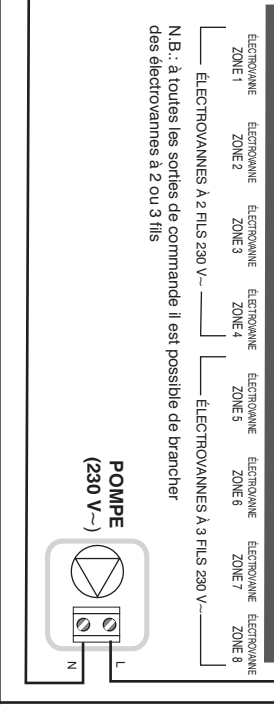 ÉLECTROVANNE
ZONE 1
ÉLECTROVANNE
ZONE 2
ÉLECTROVANNE
ZONE 3
ÉLECTROVANNE
ZONE 4
ÉLECTROVANNE
ZONE 5
ÉLECTROVANNE
ZONE 6
ÉLECTROVANNE
ZONE 7
ÉLECTROVANNE
ZONE 8
ÉLECTROVANNES À 2 FILS 230 V~
ÉLECTROVANNES À 3 FILS 230 V~
N.B.: à toutes les sorties de commande il est possible de brancher
des électrovannes à 2 ou 3 fils
POMPE
(230 V~)
L
N